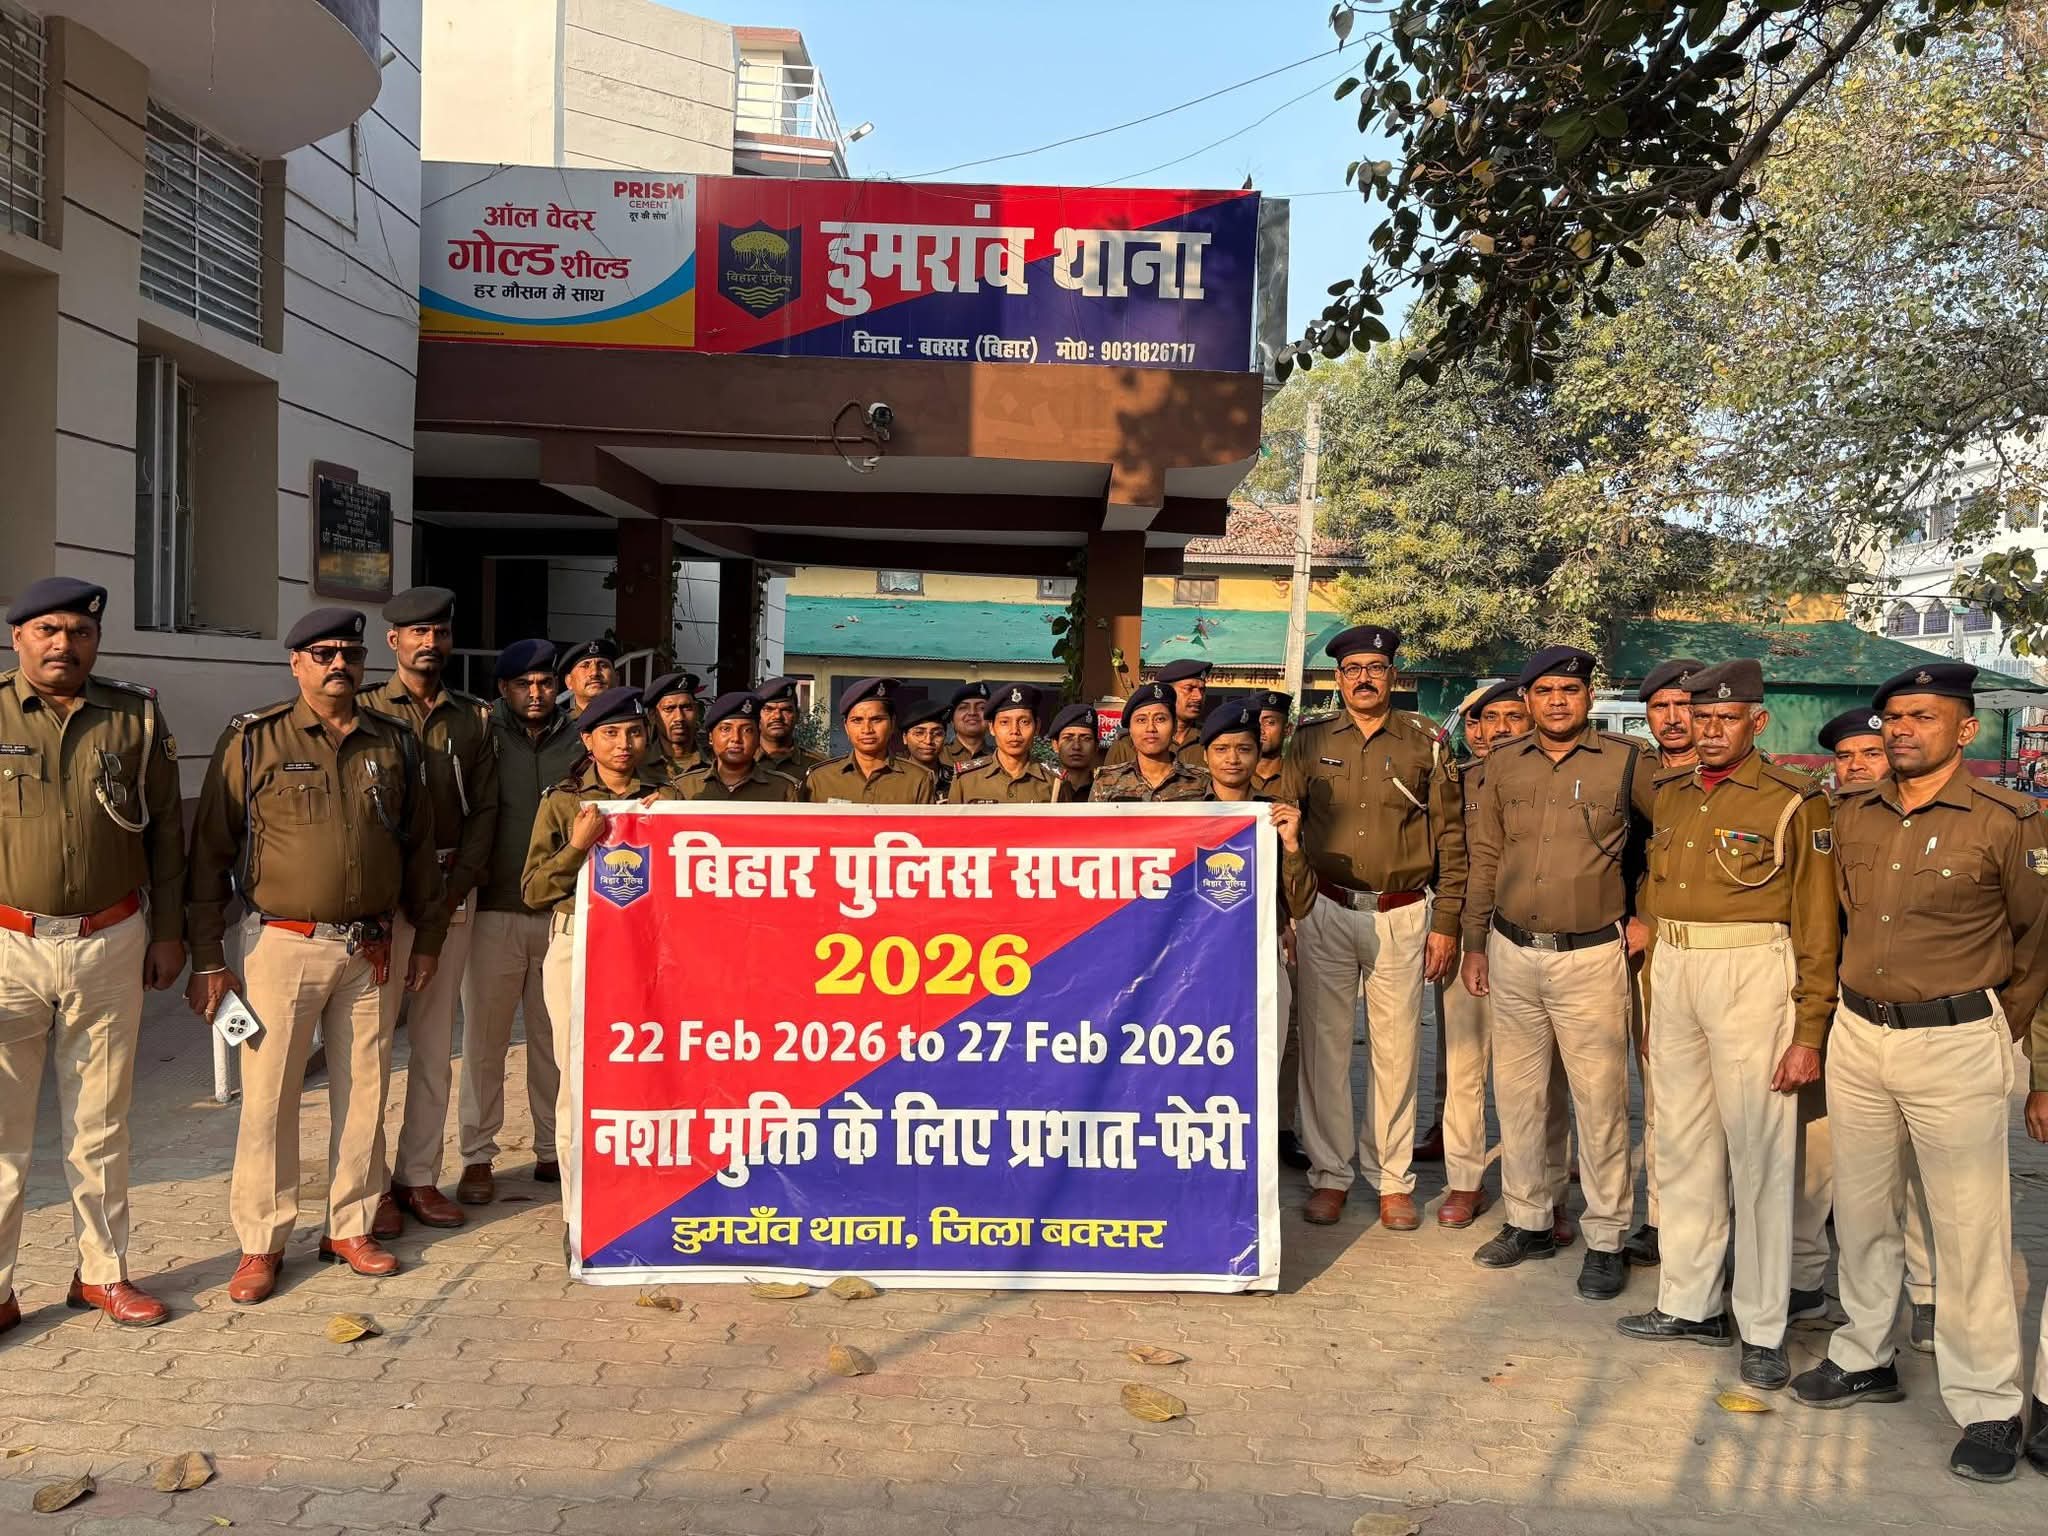 PRISM
CEMENT
दूर की सोच
ऑल वेदर
गोल्ड शील्ड
हर मौसम में साथ
बिहार पुलिस
डुमरांव थाना
जिला - बक्सर (बिहार) मो०: 9031826717
बिहार पुलिस सप्ताह
बिहार पुलिस
बिहार पुलिस
2026
22 Feb 2026 to 27 Feb 2026
नशा मुक्ति के लिए प्रभात-फेरी
डुमराँव थाना, जिला बक्सर